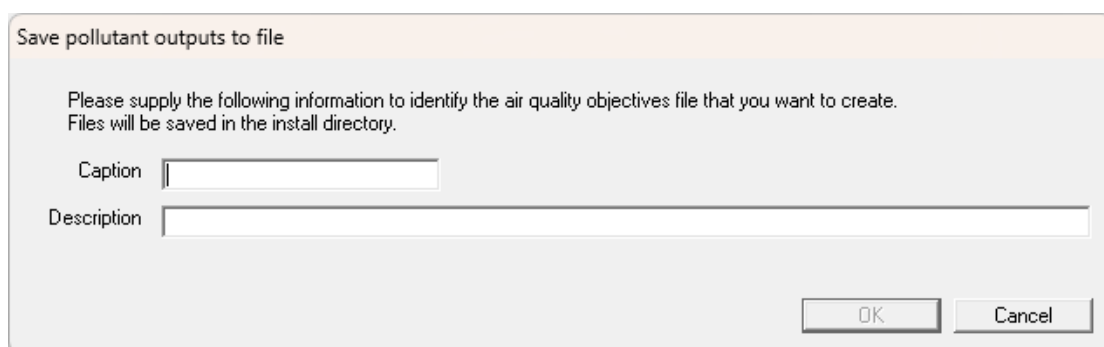 Save pollutant outputs to file
Please supply the following information to identify the air quality objectives file that you want to create.
Files will be saved in the install directory.
Caption
Description
OK
Cancel